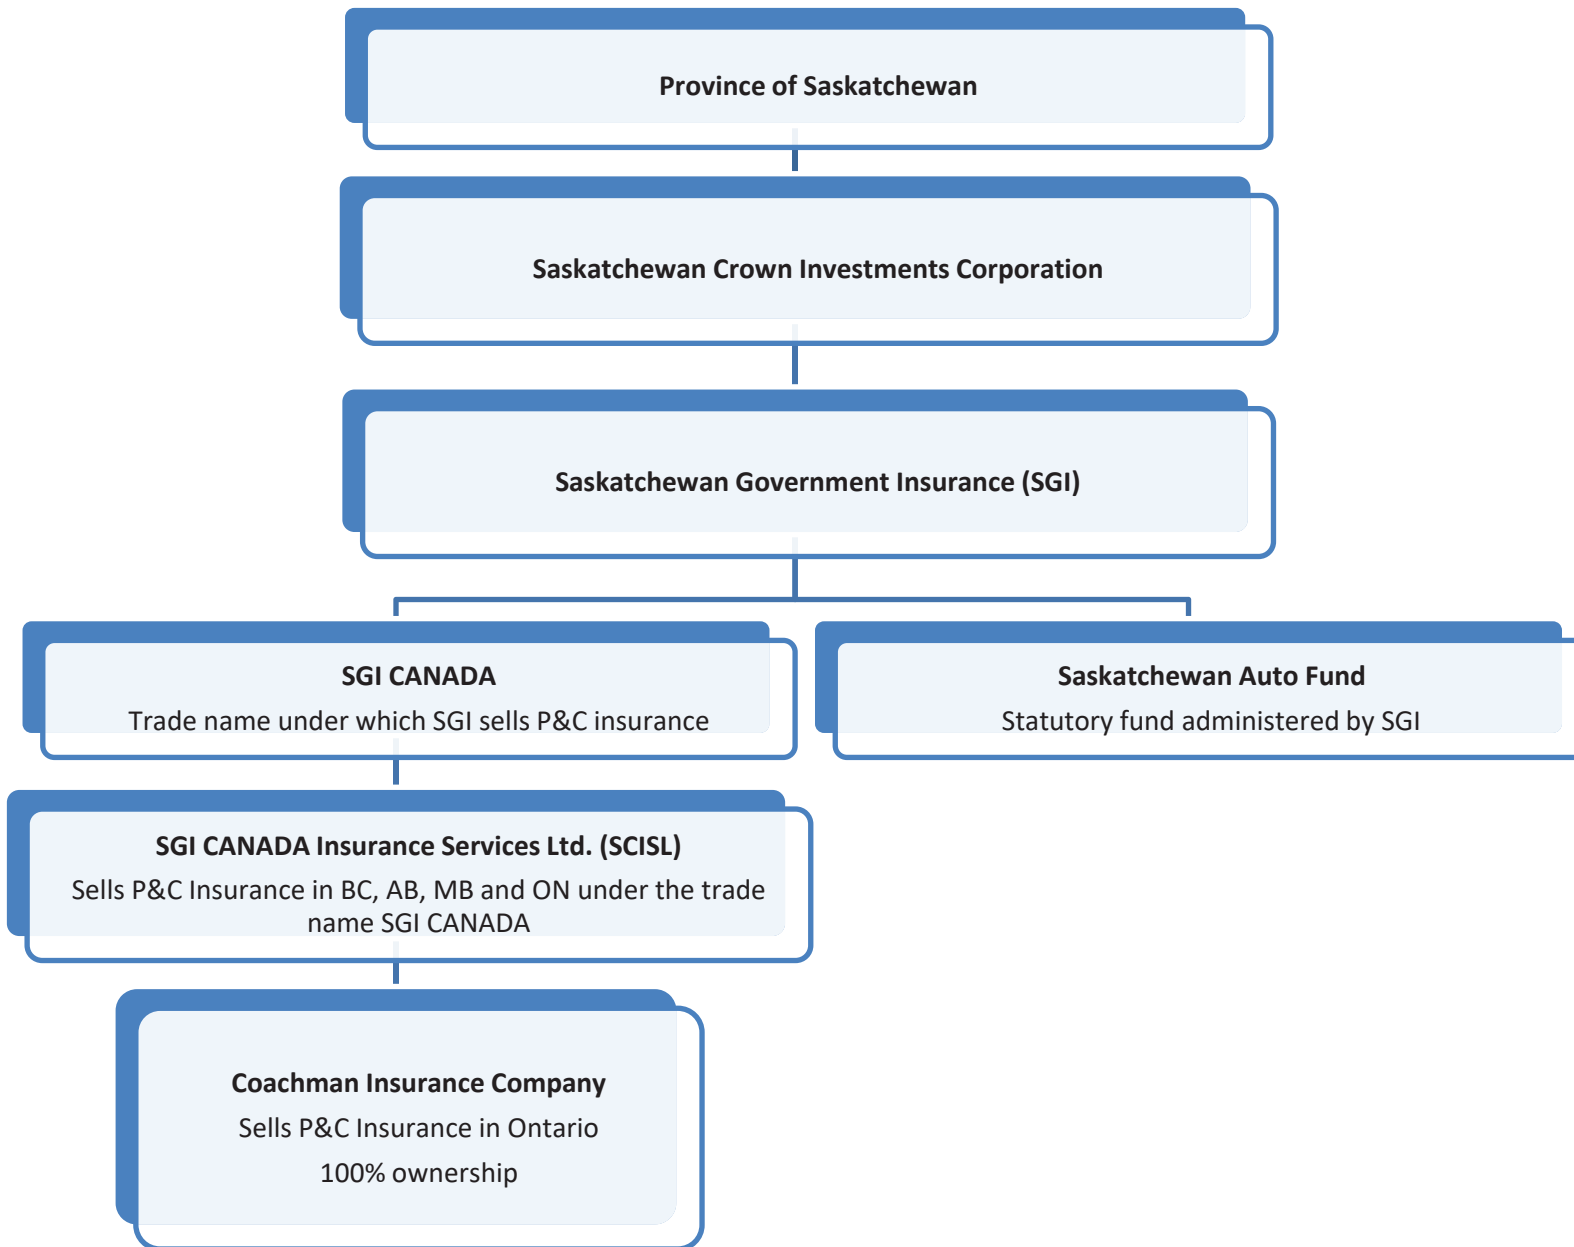 Province of Saskatchewan
Saskatchewan Crown Investments Corporation
Saskatchewan Government Insurance (SGI)
SGI CANADA
Trade name under which SGI sells P&C insurance
Saskatchewan Auto Fund
Statutory fund administered by SGI
SGI CANADA Insurance Services Ltd. (SCISL)
Sells P&C Insurance in BC, AB, MB and ON under the trade
name SGI CANADA
Coachman Insurance Company
Sells P&C Insurance in Ontario
100% ownership